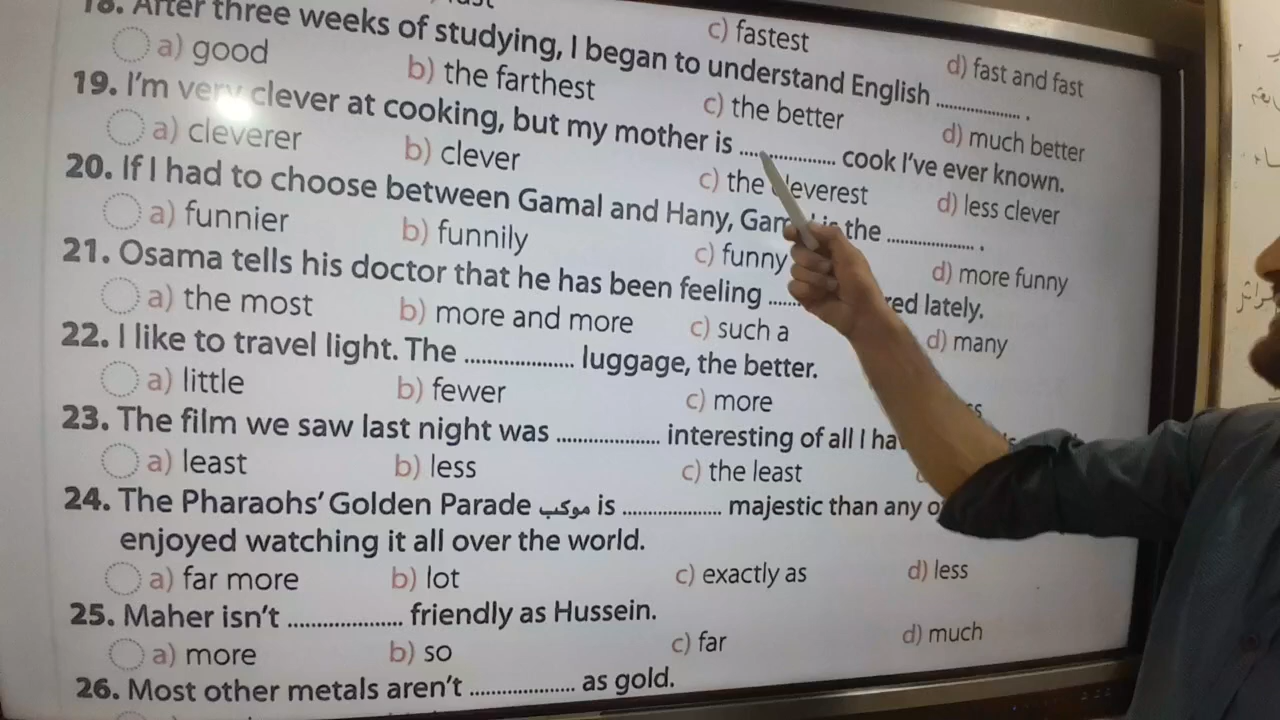 c) fastest
d) fast and fast
18. After three weeks of studying, I began to understand English .................... .
a) good b) the farthest c) the better d) much better
19. I'm very clever at cooking, but my mother is .................... cook I've ever known.
a) cleverer b) clever c) the cleverest d) less clever
20. If I had to choose between Gamal and Hany, Gamal is the .................... .
a) funnier b) funnily c) funny d) more funny
21. Osama tells his doctor that he has been feeling ....... red lately.
a) the most b) more and more c) such a d) many
22. I like to travel light. The .................... luggage, the better.
a) little b) fewer c) more
23. The film we saw last night was .................... interesting of all I ha
a) least b) less c) the least
24. The Pharaohs' Golden Parade موكب is .................... majestic than any o
enjoyed watching it all over the world.
a) far more b) lot c) exactly as d) less
25. Maher isn't .................... friendly as Hussein.
a) more b) so c) far d) much
26. Most other metals aren't .................... as gold.